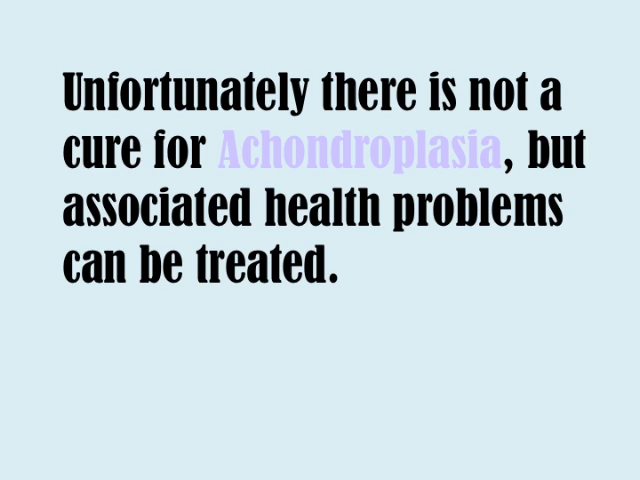 Unfortunately there is not a
cure for Achondroplasia, but
associated health problems
can be treated.